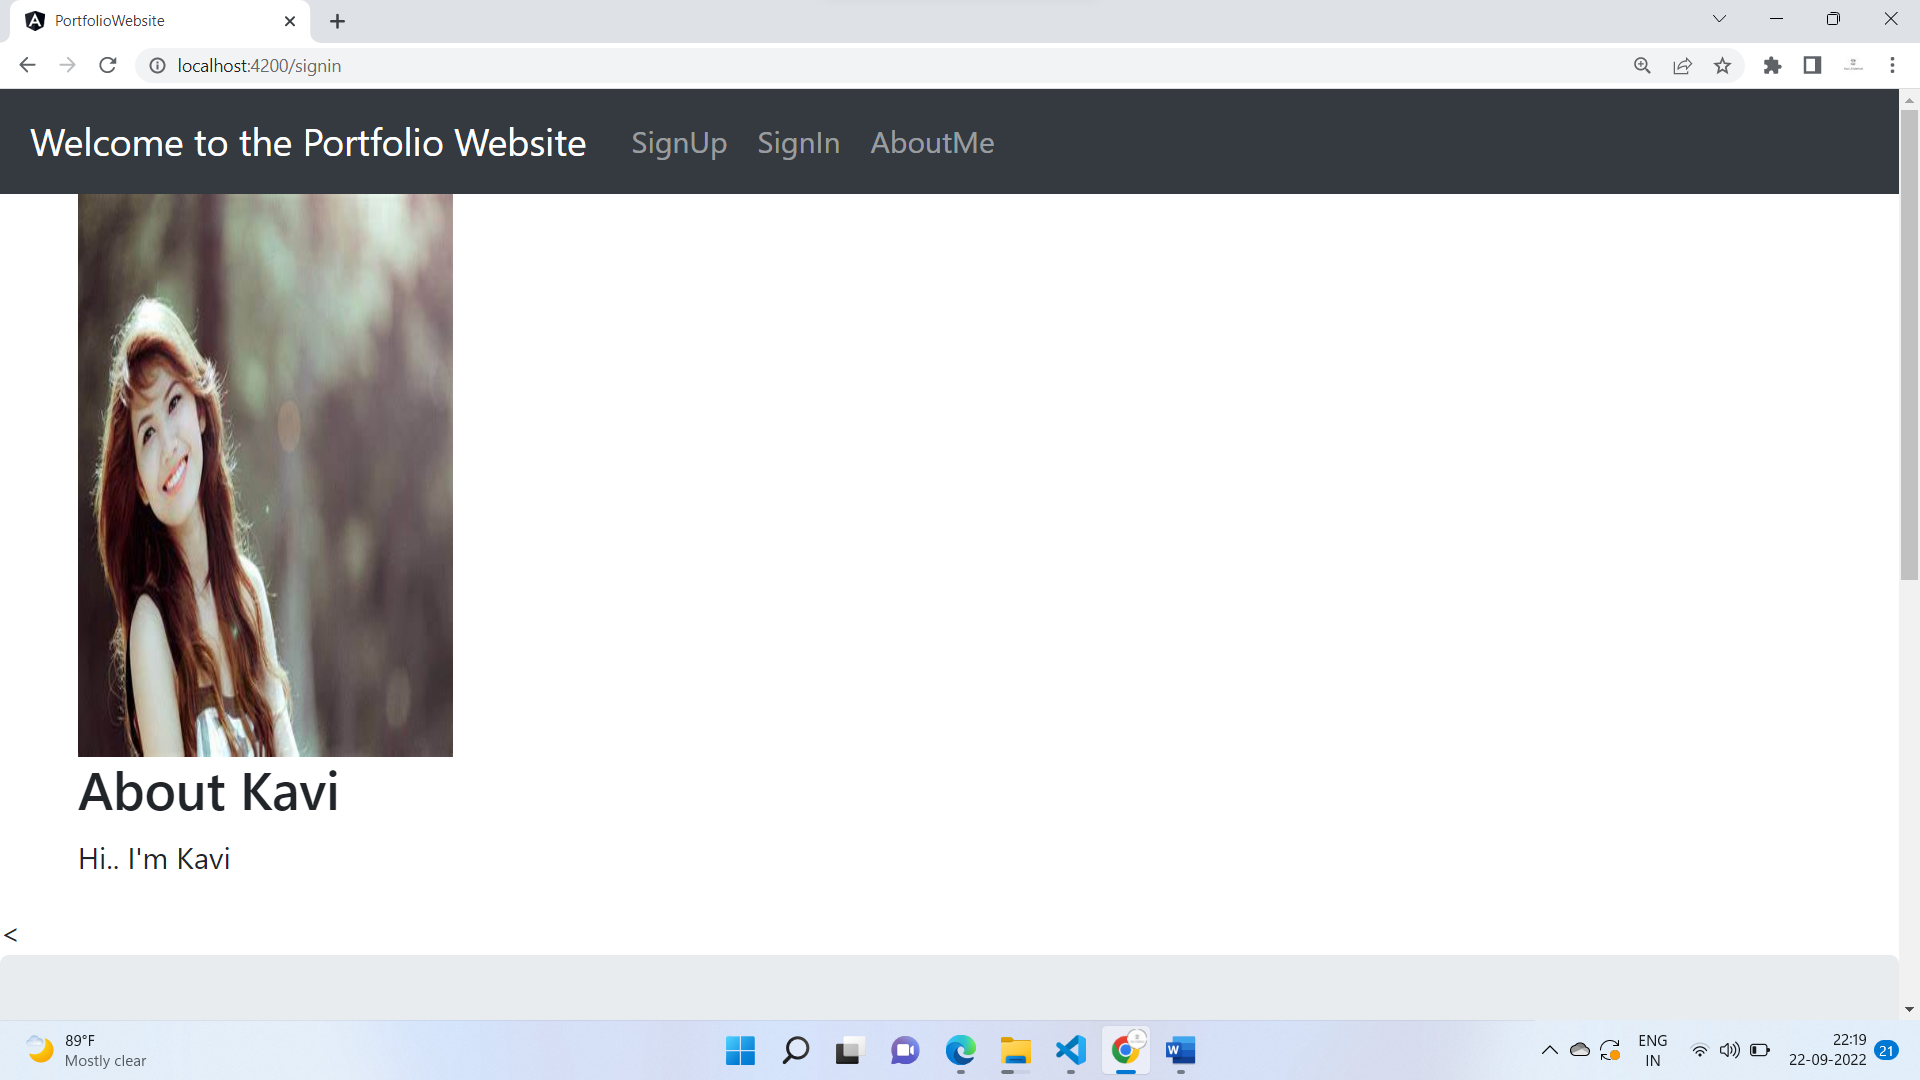 PortfolioWebsite
localhost:4200/signin
Welcome to the Portfolio Website SignUp SignIn AboutMe
About Kavi
Hi.. I'm Kavi
<
89°F
Mostly clear
ENG
IN
22:19
22-09-2022
21